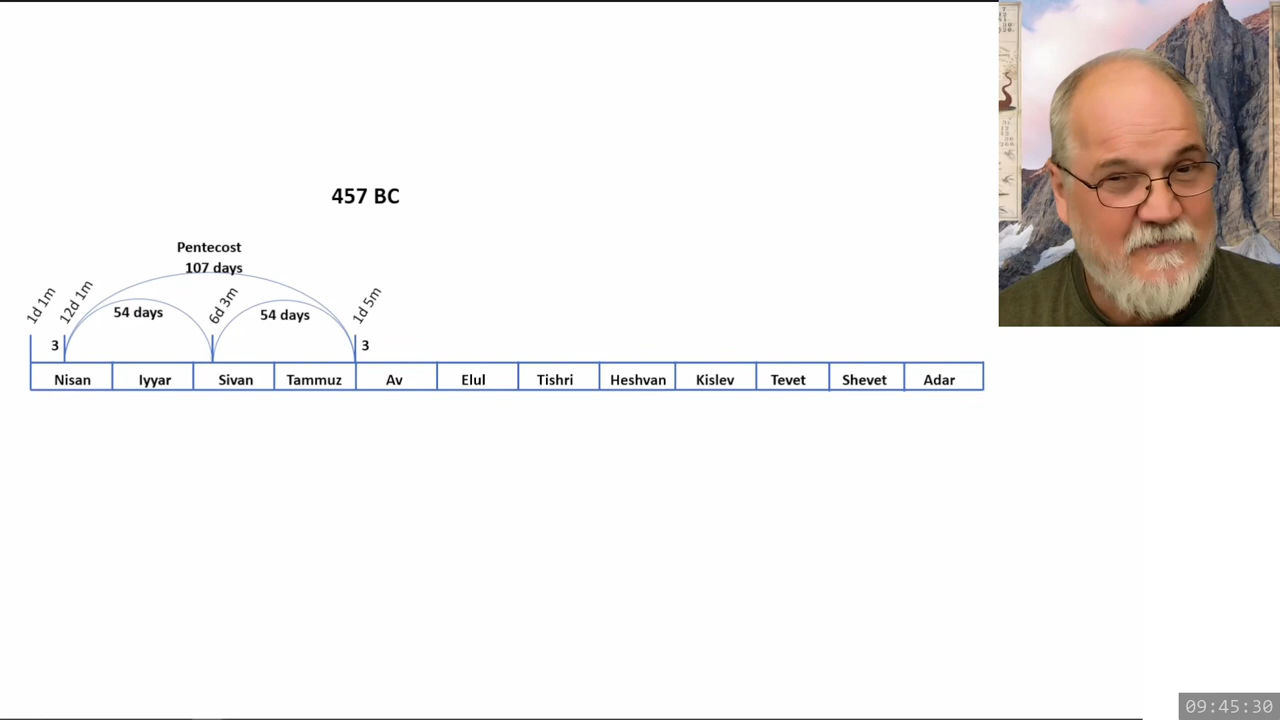 457 BC
Pentecost
107 days
1d 1m
12d 1m
54 days
6d 3m
54 days
1d 5m
3
3
Nisan Iyyar Sivan Tammuz Av Elul Tishri Heshvan Kislev Tevet Shevet Adar
09:45:30